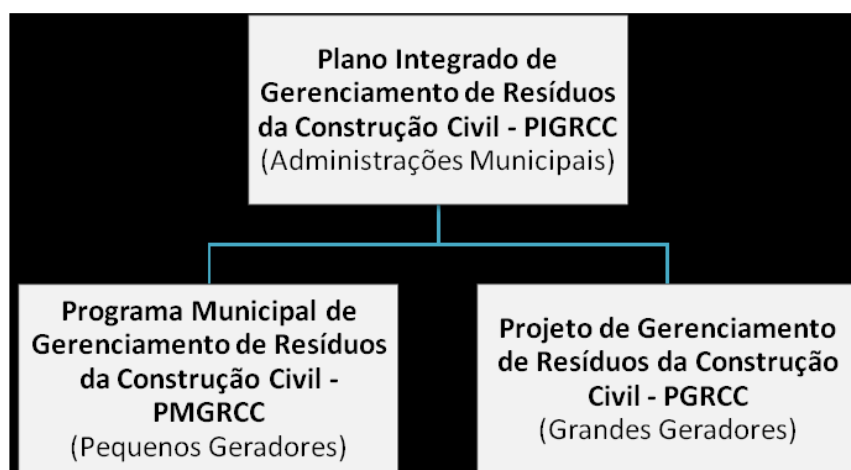 Plano Integrado de
Gerenciamento de Resíduos
da Construção Civil - PIGRCC
(Administrações Municipais)
Programa Municipal de
Gerenciamento de Resíduos
da Construção Civil -
PMGRCC
(Pequenos Geradores)
Projeto de Gerenciamento
de Resíduos da Construção
Civil - PGRCC
(Grandes Geradores)